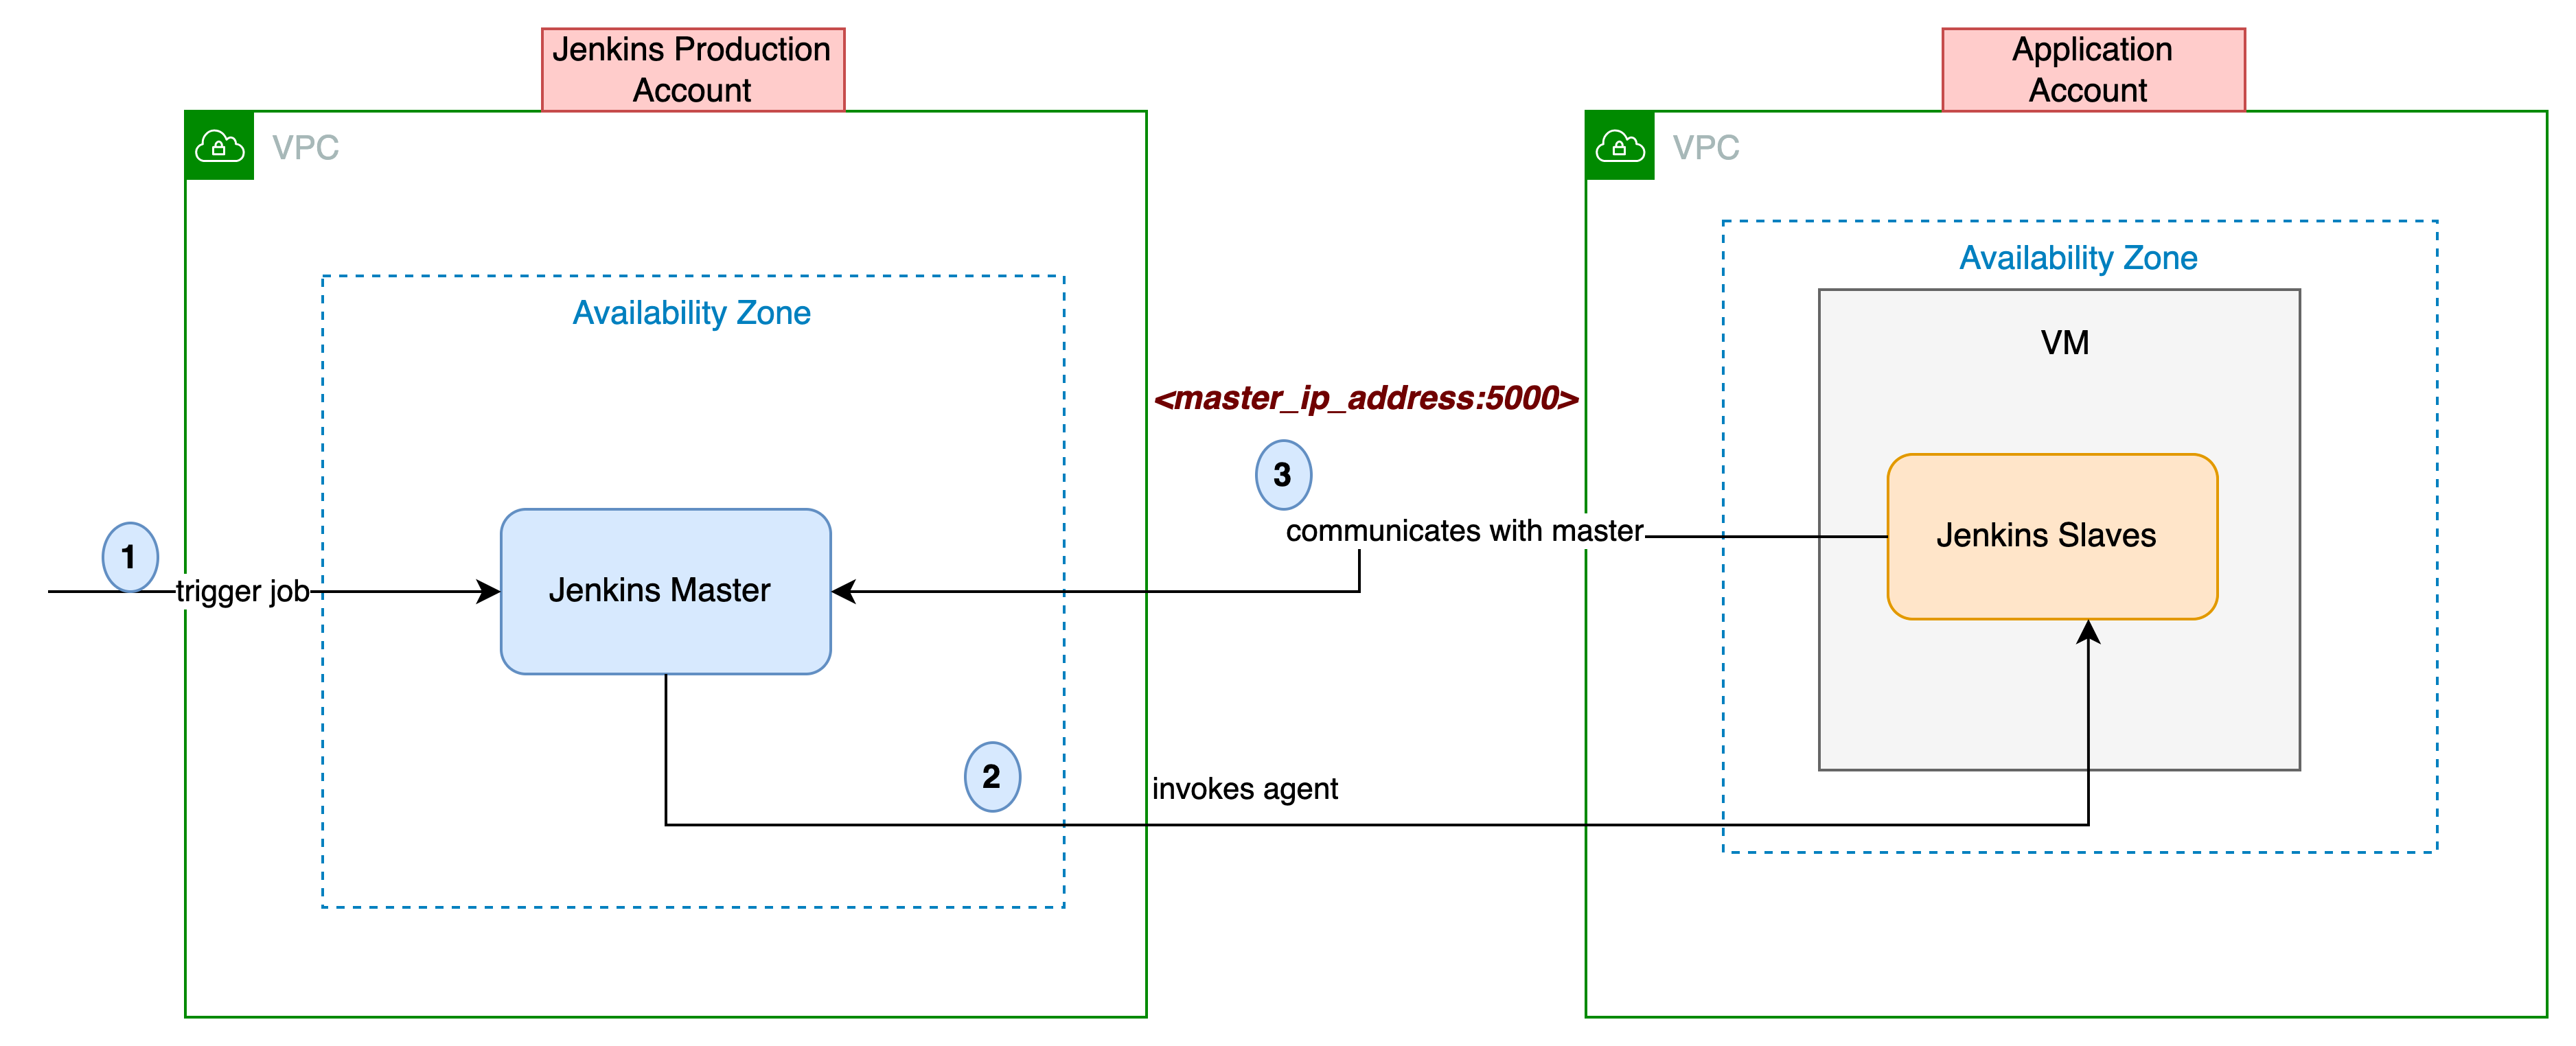 Jenkins Production
Account
VPC
Availability Zone
1
trigger job
Jenkins Master
2
invokes agent
<master_ip_address:5000>
3
communicates with master
Application
Account
VPC
Availability Zone
VM
Jenkins Slaves